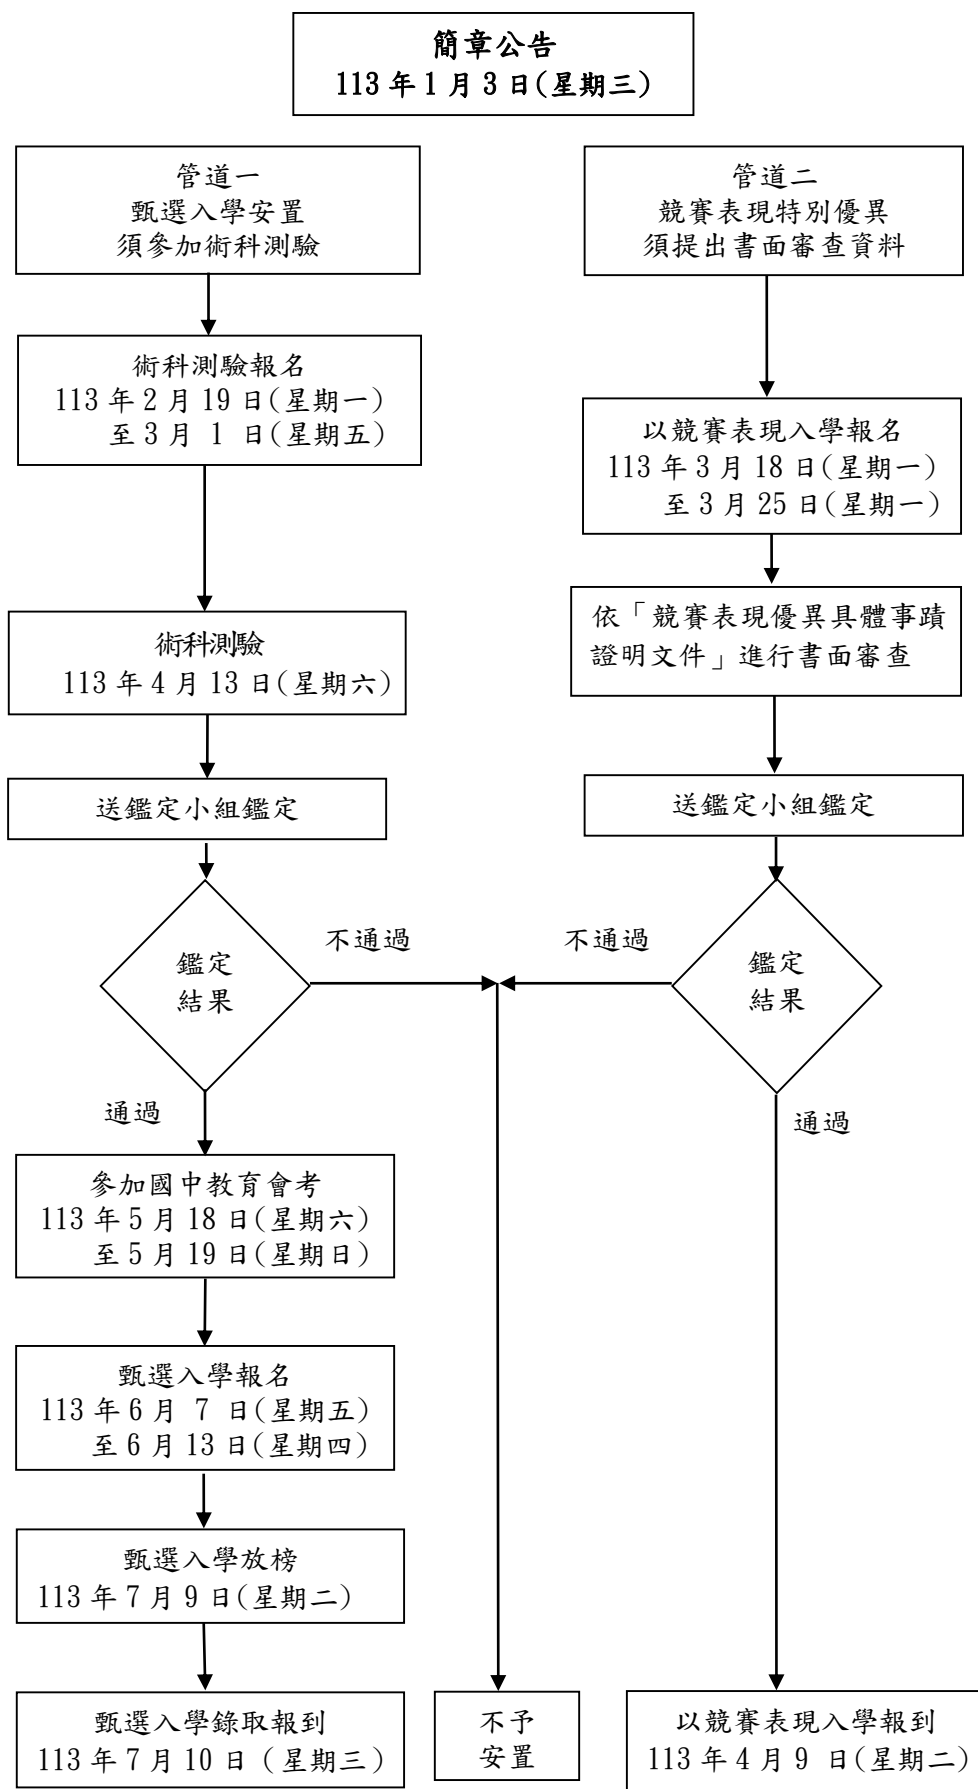 簡章公告
113 年 1 月 3 日(星期三)
管道一
甄選入學安置
須參加術科測驗
術科測驗報名
113 年 2 月 19 日(星期一)
至 3 月 1 日(星期五)
術科測驗
113 年 4 月 13 日(星期六)
送鑑定小組鑑定
鑑定
結果
不通過
通過
參加國中教育會考
113 年 5 月 18 日(星期六)
至 5 月 19 日(星期日)
甄選入學報名
113 年 6 月 7 日(星期五)
至 6 月 13 日(星期四)
甄選入學放榜
113 年 7 月 9 日(星期二)
甄選入學錄取報到
113 年 7 月 10 日 (星期三)
管道二
競賽表現特別優異
須提出書面審查資料
以競賽表現入學報名
113 年 3 月 18 日(星期一)
至 3 月 25 日(星期一)
依「競賽表現優異具體事蹟
證明文件」進行書面審查
送鑑定小組鑑定
鑑定
結果
不通過
通過
不予
安置
以競賽表現入學報到
113 年 4 月 9 日(星期二)